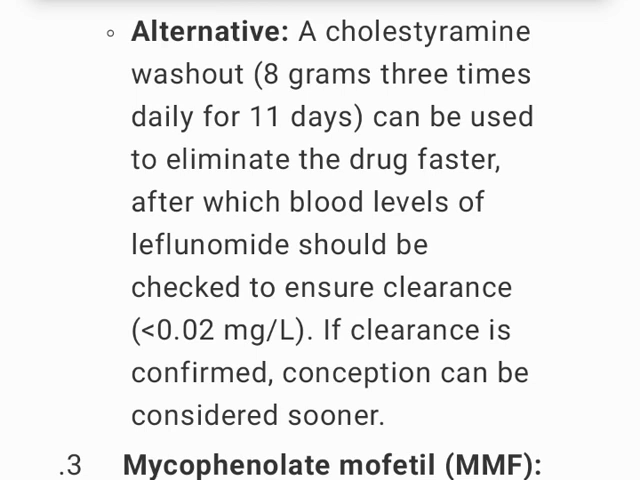 ◦ Alternative: A cholestyramine
washout (8 grams three times
daily for 11 days) can be used
to eliminate the drug faster,
after which blood levels of
leflunomide should be
checked to ensure clearance
(<0.02 mg/L). If clearance is
confirmed, conception can be
considered sooner.
.3 Mycophenolate mofetil (MMF):